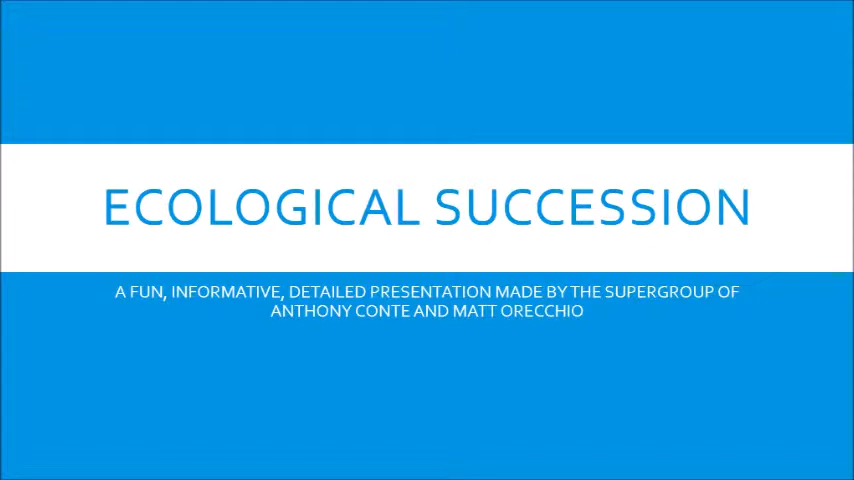 ECOLOGICAL SUCCESSION
A FUN, INFORMATIVE, DETAILED PRESENTATION MADE BY THE SUPERGROUP OF
ANTHONY CONTE AND MATT ORECCHIO